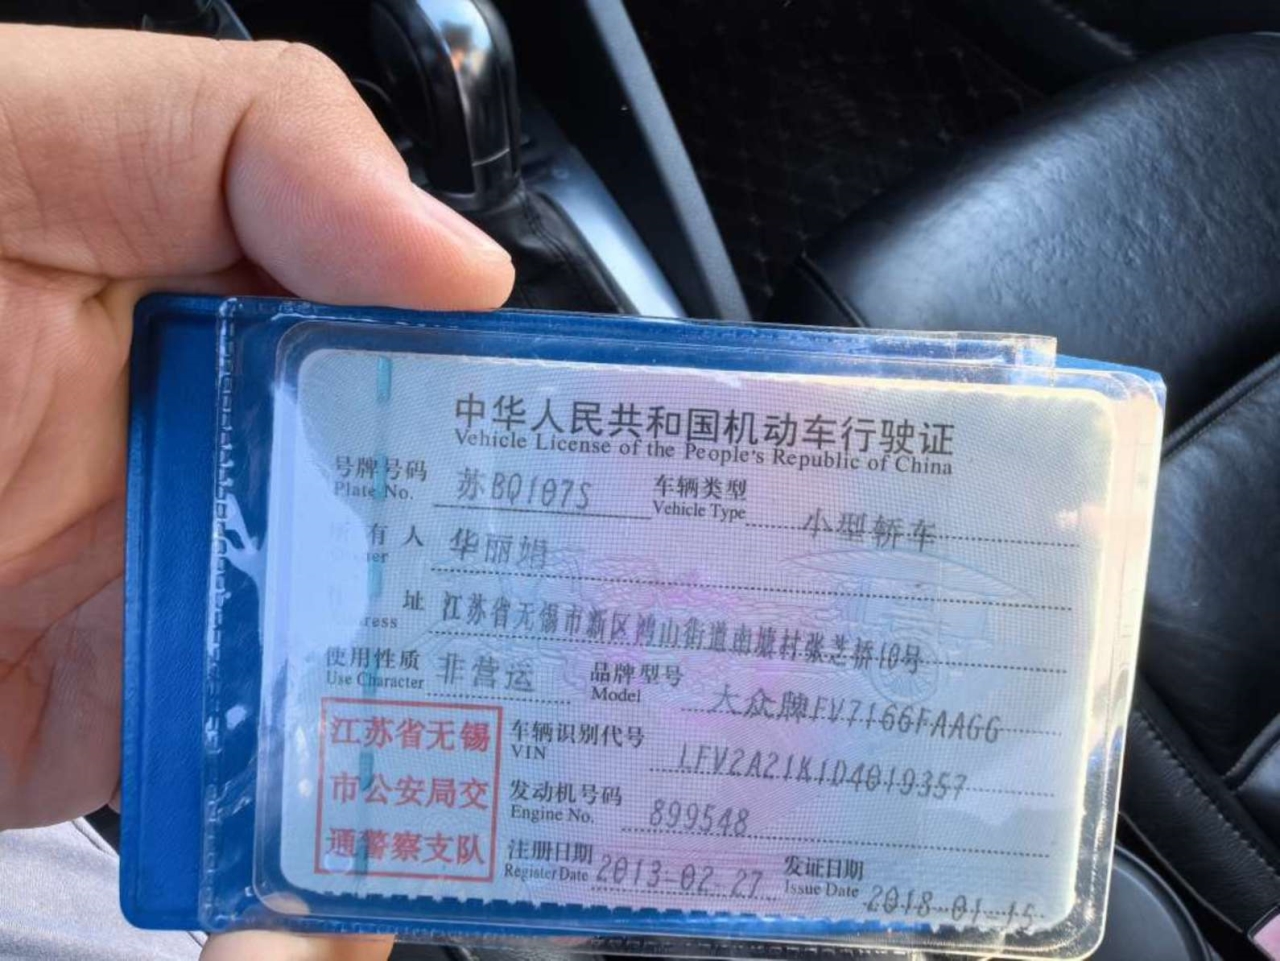 中华人民共和国机动车行驶证
Vehicle License of the People's Republic of China
号牌号码 苏BQ107S 车辆类型 小型轿车
Plate No. Vehicle Type
有人 华丽娟
址 江苏省无锡市新区鸿山街道南塘村张芝桥10号
使用性质 非营运 品牌型号 大众牌FV7166FAAGG
Use Character Model
江苏省无锡
市公安局交
通警察支队
车辆识别代号 LFV2A21K1D4019357
VIN
发动机号码 899548
Engine No.
注册日期 2013-02-27 发证日期 2018-01-15
Register Date Issue Date